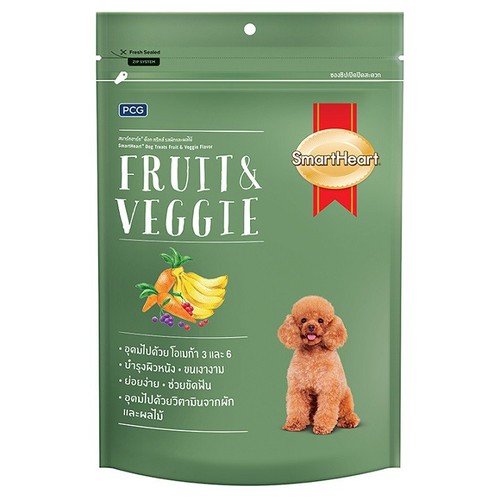 Fresh Sealed
ZIP SYSTEM
ซองซิปเปิดปิดสะดวก
PCG
สมาร์ทฮาร์ท® ด็อก ทรีทส์ รสผักและผลไม้
SmartHeart® Dog Treats Fruit & Veggie Flavor
FRUIT &
VEGGIE
SmartHeart®
• อุดมไปด้วย โอเมก้า 3 และ 6
• บำรุงผิวหนัง • ขนเงางาม
• ย่อยง่าย • ช่วยขัดฟัน
• อุดมไปด้วยวิตามินจากผัก
และผลไม้